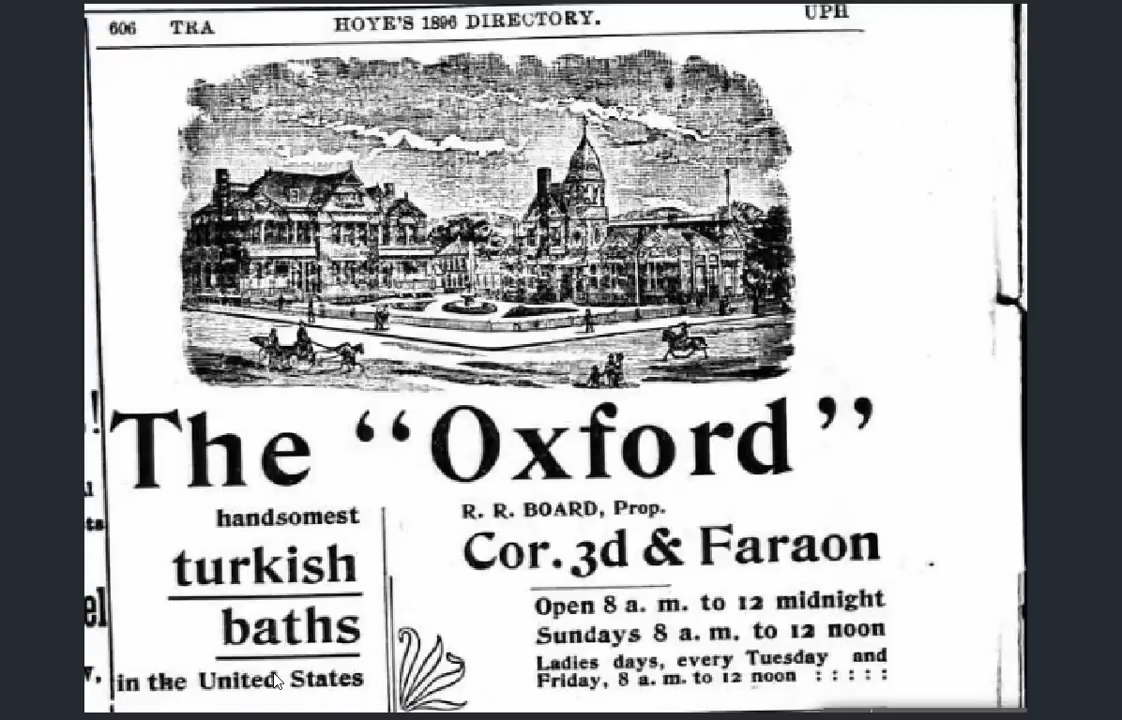 606 TRA HOYE'S 1896 DIRECTORY. UPH
The "Oxford"
handsomest
turkish
baths
in the United States
R. R. BOARD, Prop.
Cor. 3d & Faraon
Open 8 a. m. to 12 midnight
Sundays 8 a. m. to 12 noon
Ladies days, every Tuesday and
Friday, 8 a. m. to 12 noon : : : : :